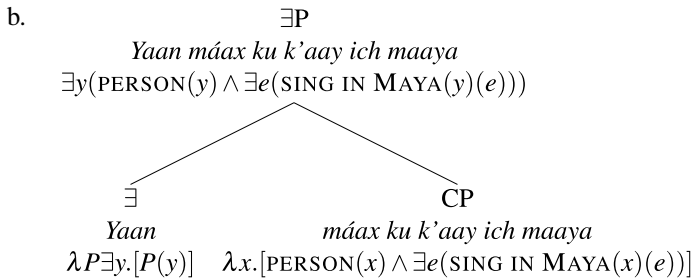 b.
∃P
Yaan máax ku k’aay ich maaya
∃y(PERSON(y) ∧ ∃e(SING IN MAYA(y)(e)))
∃ CP
Yaan máax ku k’aay ich maaya
λP∃y.[P(y)] λx.[PERSON(x) ∧ ∃e(SING IN MAYA(x)(e))]